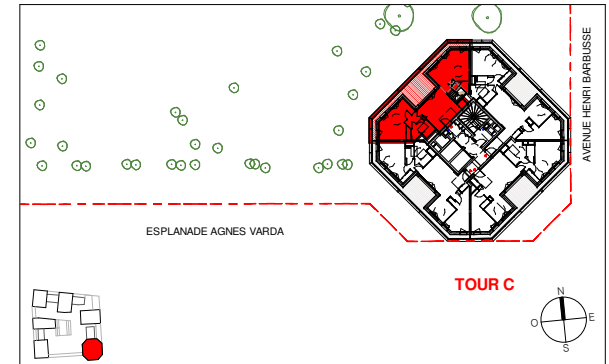 AVENUE HENRI BARBUSSE
ESPLANADE AGNES VARDA
TOUR C
N
O
E
S